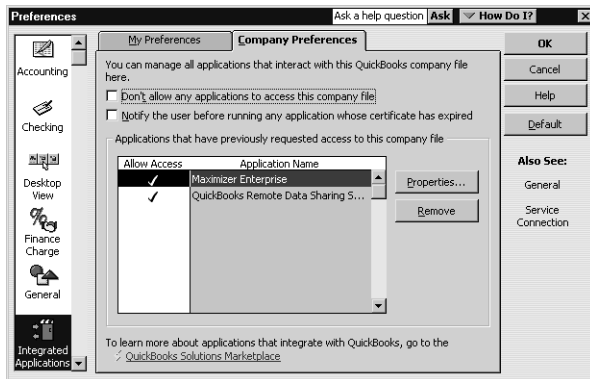 Preferences
Ask a help question Ask How Do I? X
My Preferences
Company Preferences
You can manage all applications that interact with this QuickBooks company file
here.
Don't allow any applications to access this company file
Notify the user before running any application whose certificate has expired
Applications that have previously requested access to this company file
Allow Access Application Name
Maximizer Enterprise
QuickBooks Remote Data Sharing S...
Properties...
Remove
To learn more about applications that integrate with QuickBooks, go to the
QuickBooks Solutions Marketplace
Accounting
Checking
Desktop
View
Finance
Charge
General
Integrated
Applications
OK
Cancel
Help
Default
Also See:
General
Service
Connection